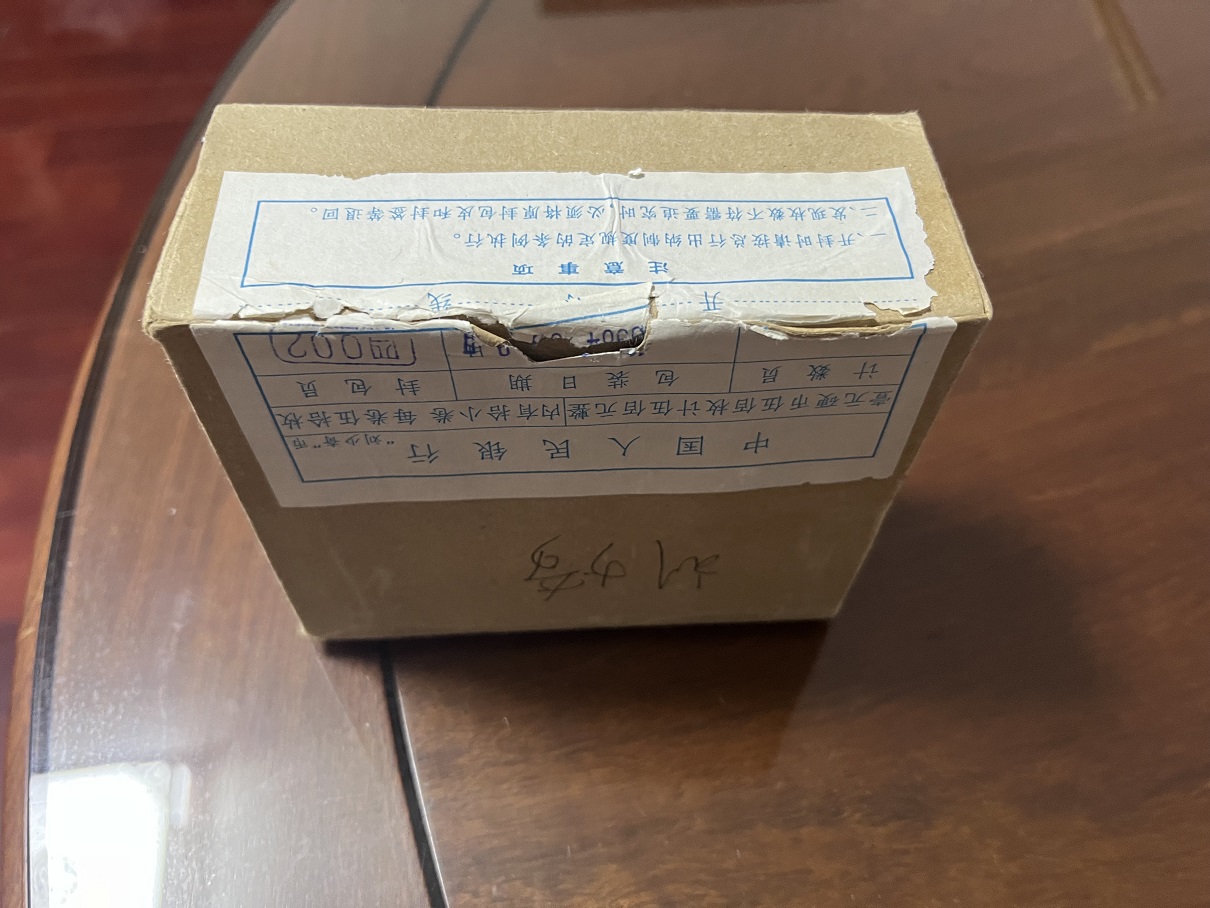 刘少奇
中国人民银行 “刘少奇”币
壹元硬币伍佰枚计伍佰元整 内有拾小卷 每卷伍拾枚
计数员 包装日期 封包员
四002
开 线
注意事项
一、开封时请按总行出纳制度规定的条例执行。
二、发现枚数不符需要追究时,必须将原封包皮和封签等退回。